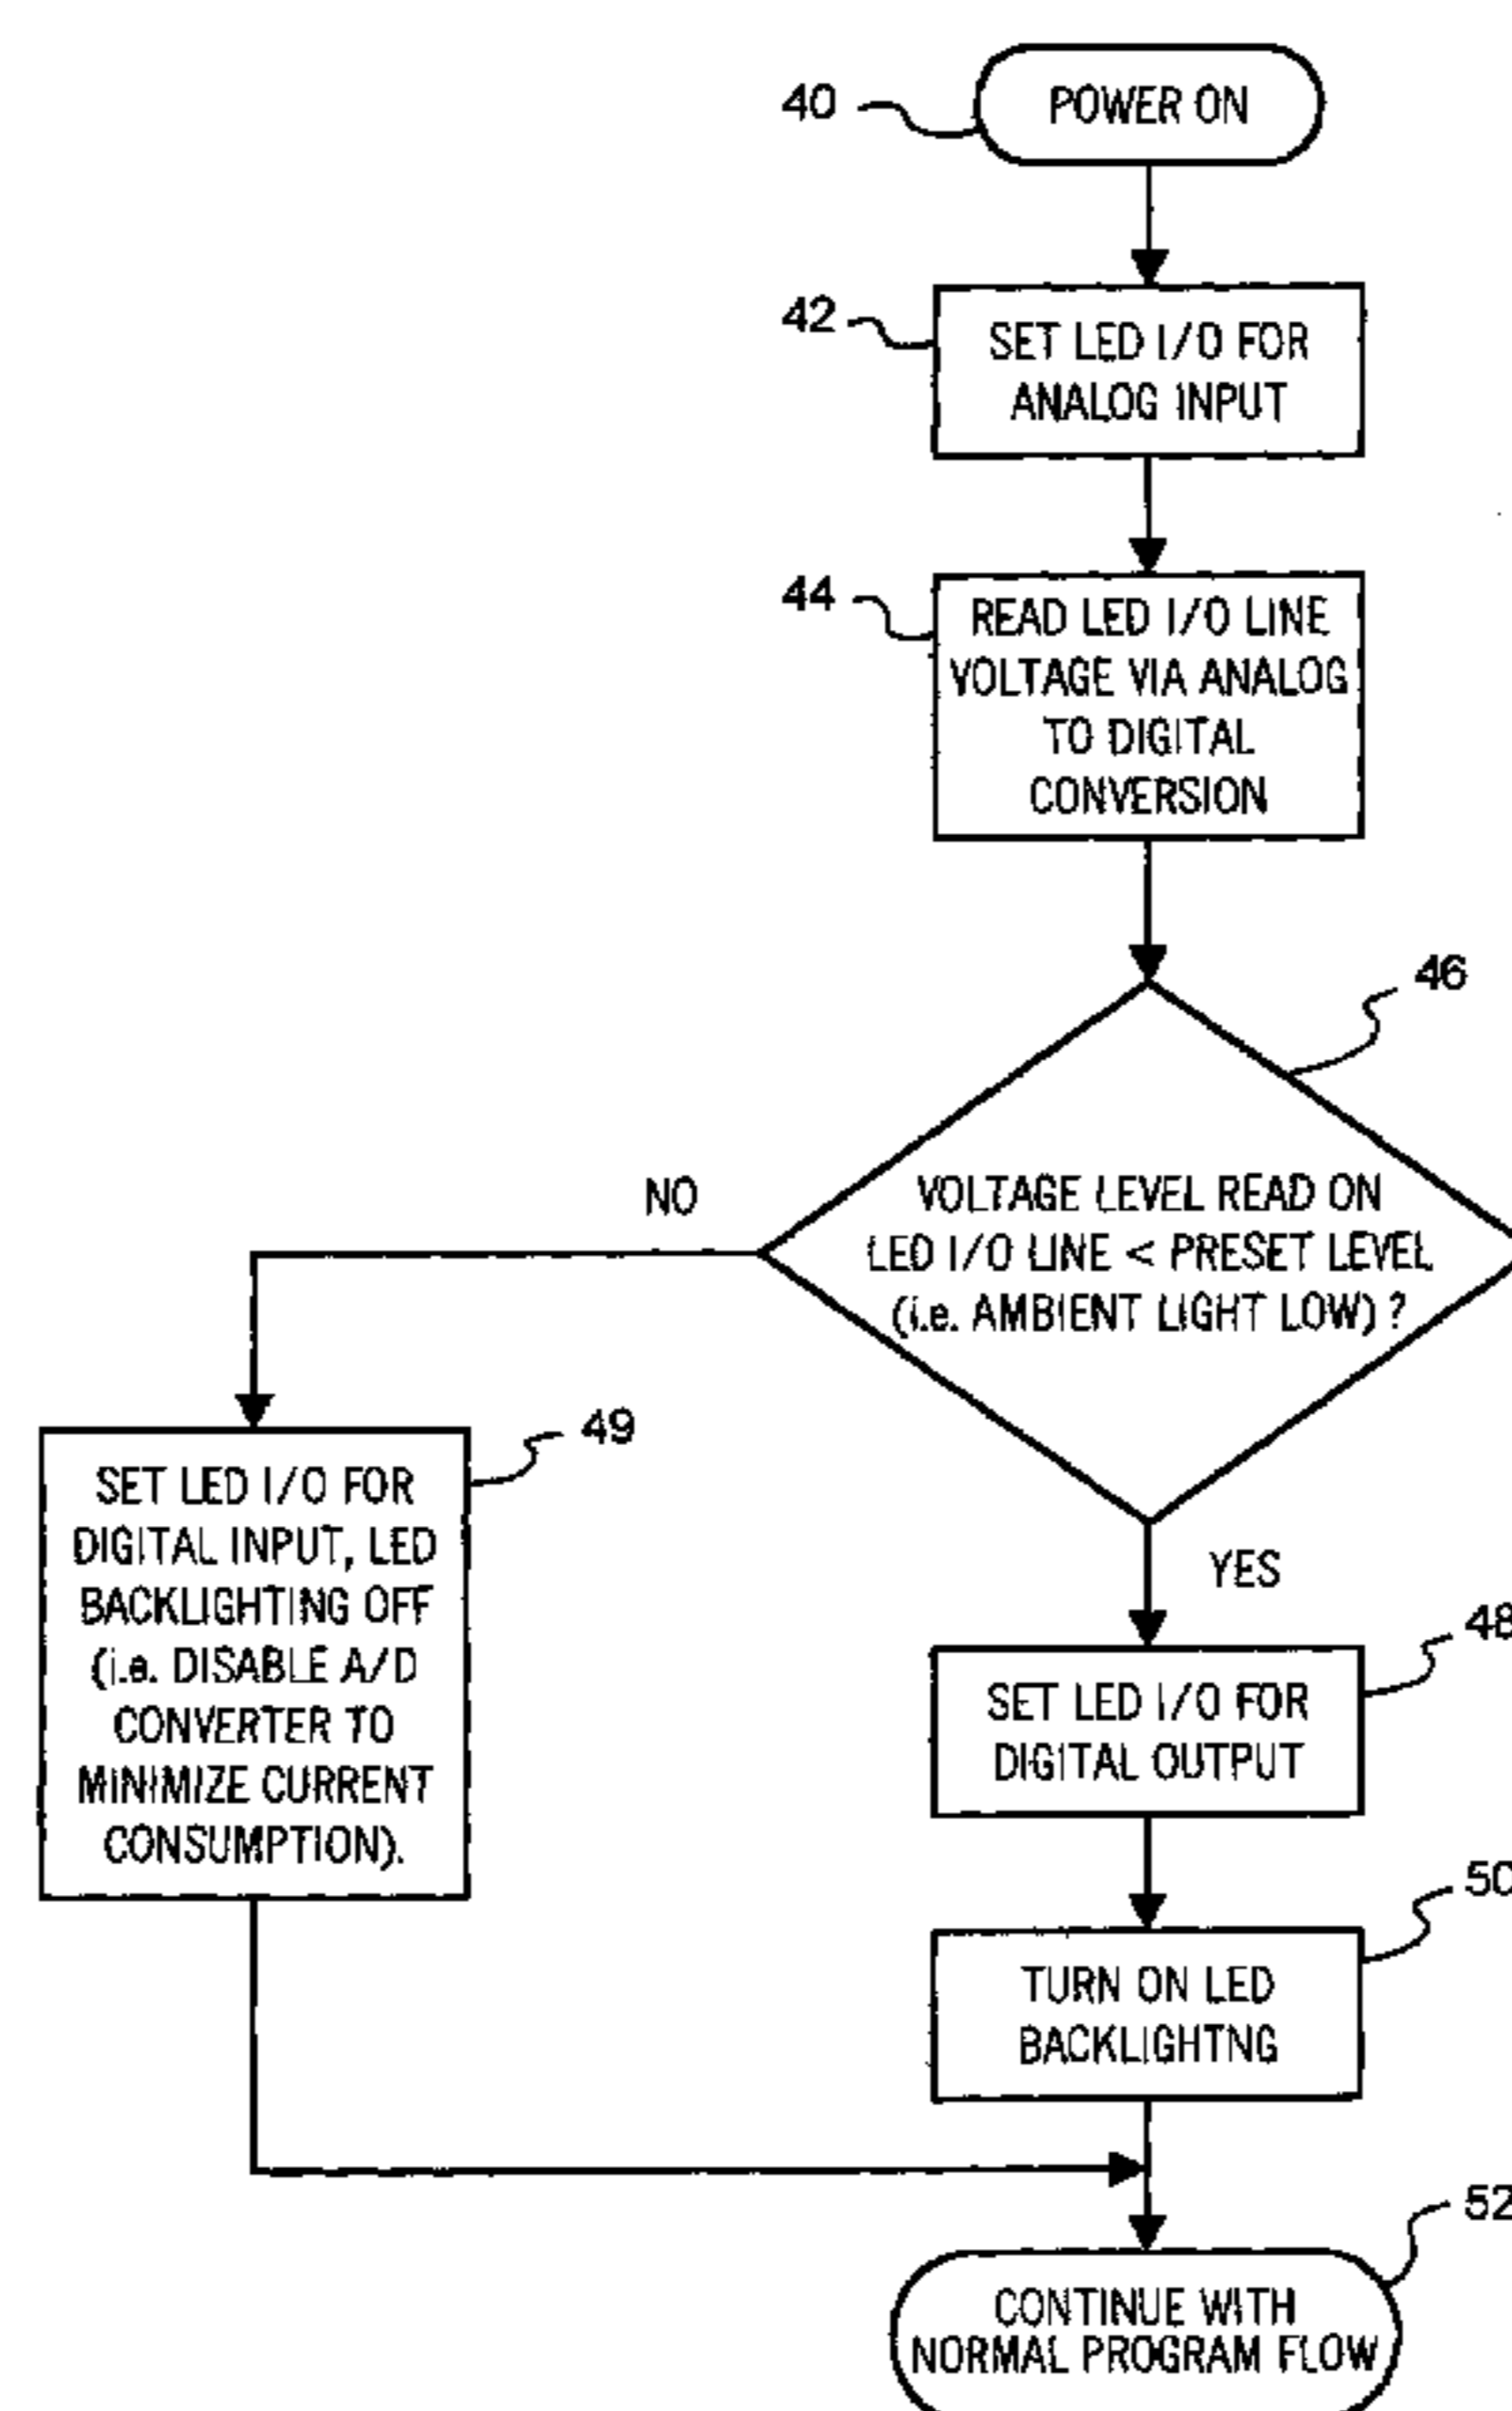 40
POWER ON
42
SET LED I/O FOR
ANALOG INPUT
44
READ LED I/O LINE
VOLTAGE VIA ANALOG
TO DIGITAL
CONVERSION
46
VOLTAGE LEVEL READ ON
LED I/O LINE < PRESET LEVEL
(i.e. AMBIENT LIGHT LOW) ?
NO
YES
49
SET LED I/O FOR
DIGITAL INPUT, LED
BACKLIGHTING OFF
(i.e. DISABLE A/D
CONVERTER TO
MINIMIZE CURRENT
CONSUMPTION).
48
SET LED I/O FOR
DIGITAL OUTPUT
50
TURN ON LED
BACKLIGHTNG
52
CONTINUE WITH
NORMAL PROGRAM FLOW